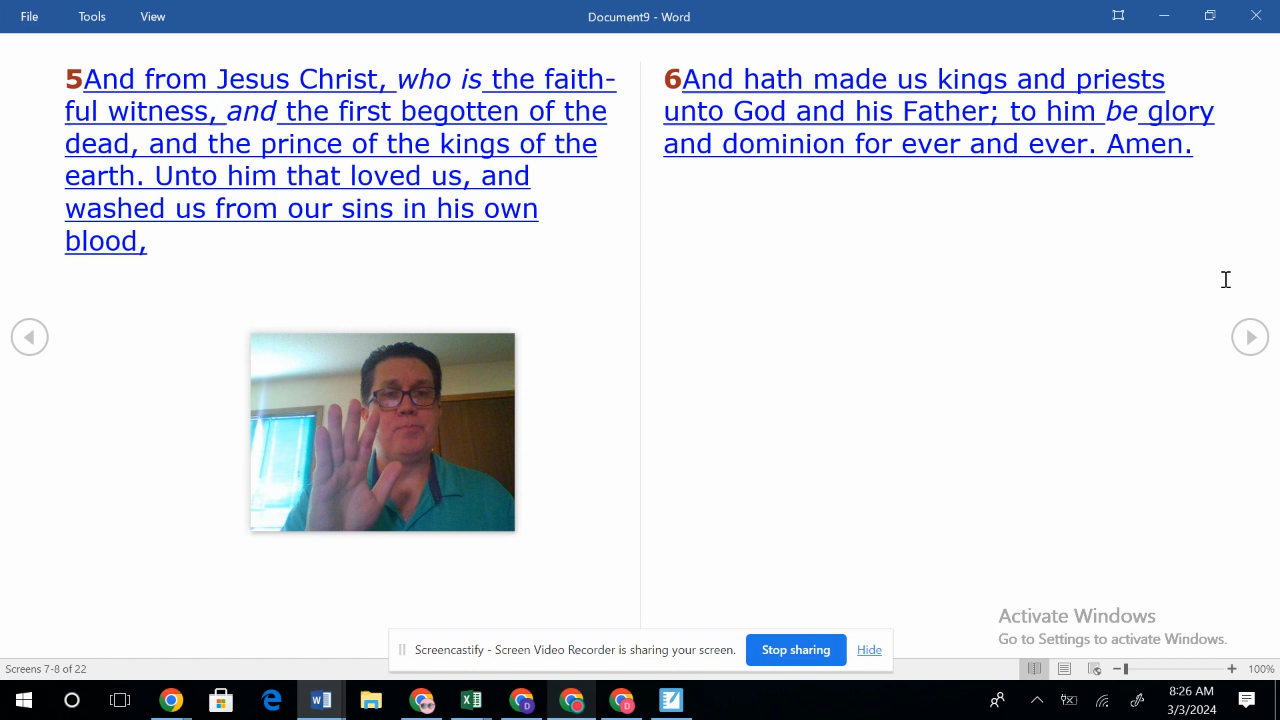 File Tools View Document9 - Word
5And from Jesus Christ, who is the faith-
ful witness, and the first begotten of the
dead, and the prince of the kings of the
earth. Unto him that loved us, and
washed us from our sins in his own
blood,
6And hath made us kings and priests
unto God and his Father; to him be glory
and dominion for ever and ever. Amen.
Activate Windows
Go to Settings to activate Windows.
Screencastify - Screen Video Recorder is sharing your screen. Stop sharing Hide
Screens 7-8 of 22 100%
8:26 AM
3/3/2024